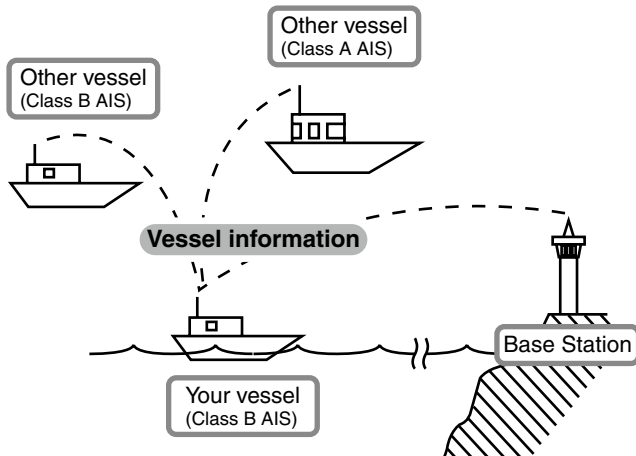 Other vessel
(Class A AIS)
Other vessel
(Class B AIS)
Vessel information
Base Station
Your vessel
(Class B AIS)